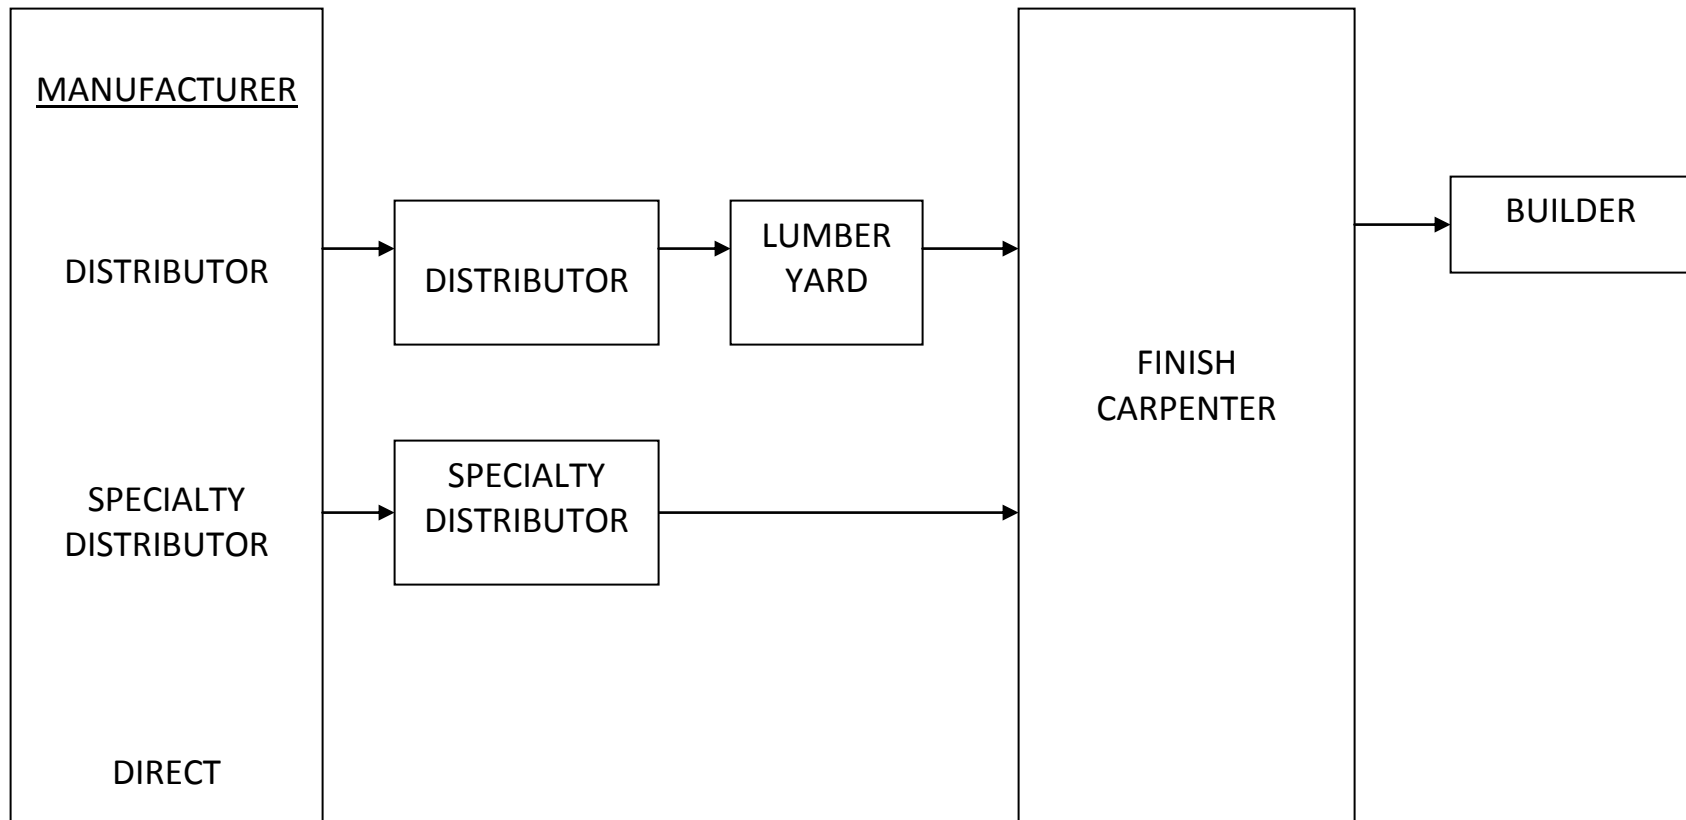 MANUFACTURER
DISTRIBUTOR
SPECIALTY
DISTRIBUTOR
DIRECT
DISTRIBUTOR
LUMBER
YARD
SPECIALTY
DISTRIBUTOR
FINISH
CARPENTER
BUILDER